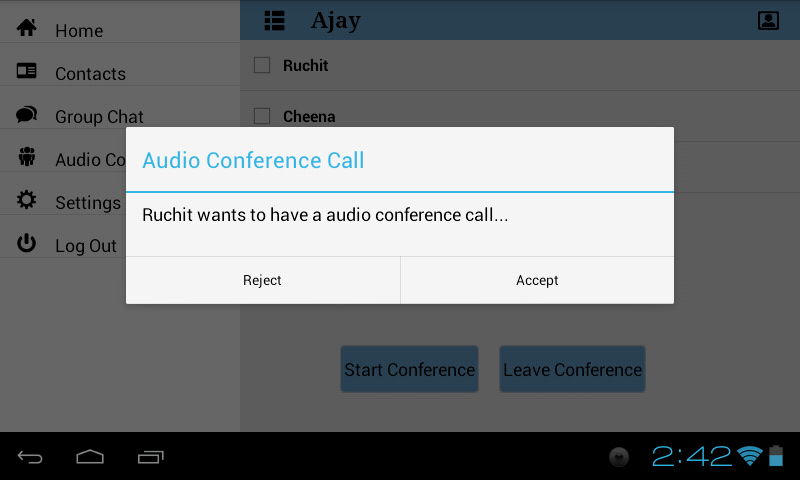 Home
Contacts
Group Chat
Audio Co
Settings
Log Out
Ajay
Ruchit
Cheena
Audio Conference Call
Ruchit wants to have a audio conference call...
Reject
Accept
Start Conference
Leave Conference
2:42